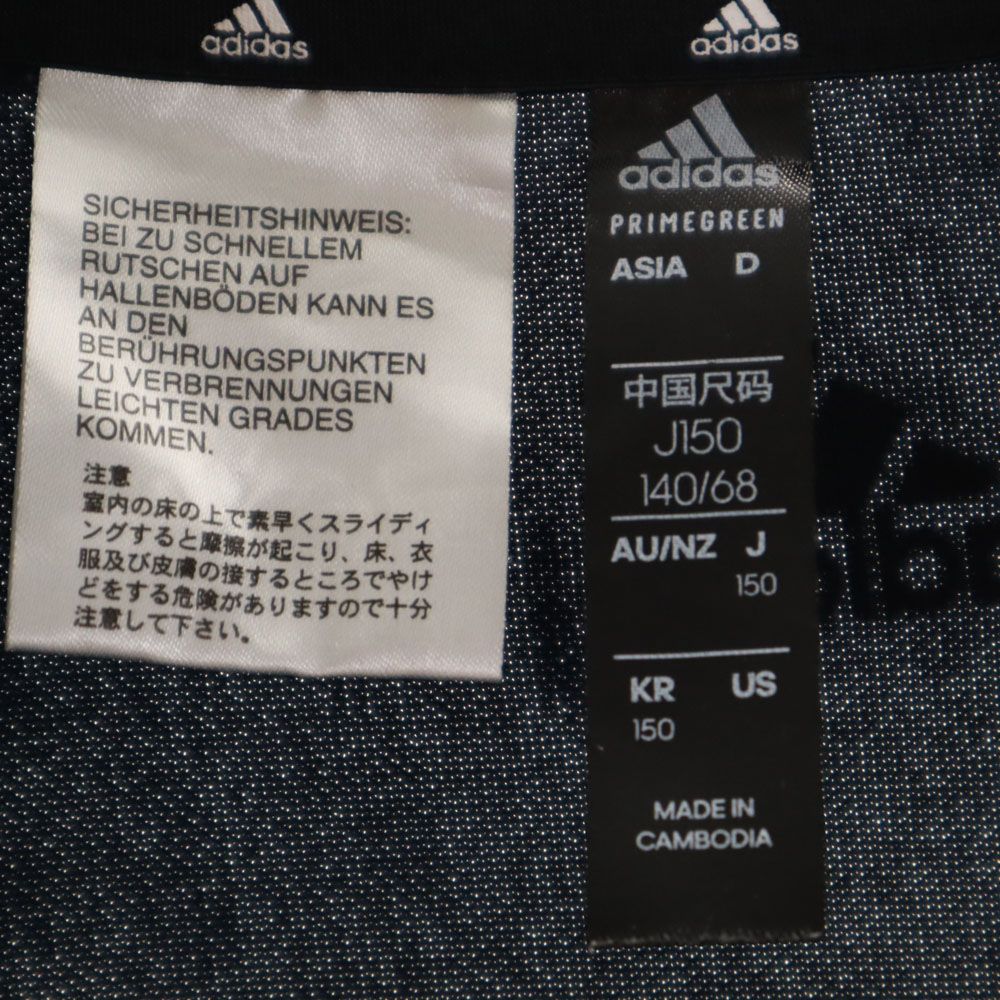 adidas
adidas
SICHERHEITSHINWEIS:
BEI ZU SCHNELLEM
RUTSCHEN AUF
HALLENBÖDEN KANN ES
AN DEN
BERÜHRUNGSPUNKTEN
ZU VERBRENNUNGEN
LEICHTEN GRADES
KOMMEN.
注意
室内の床の上で素早くスライディ
ングすると摩擦が起こり、床、衣
服及び皮膚の接するところでやけ
どをする危険がありますので十分
注意して下さい。
adidas
PRIMEGREEN
ASIA D
中国尺码
J150
140/68
AU/NZ J
150
KR US
150
MADE IN
CAMBODIA